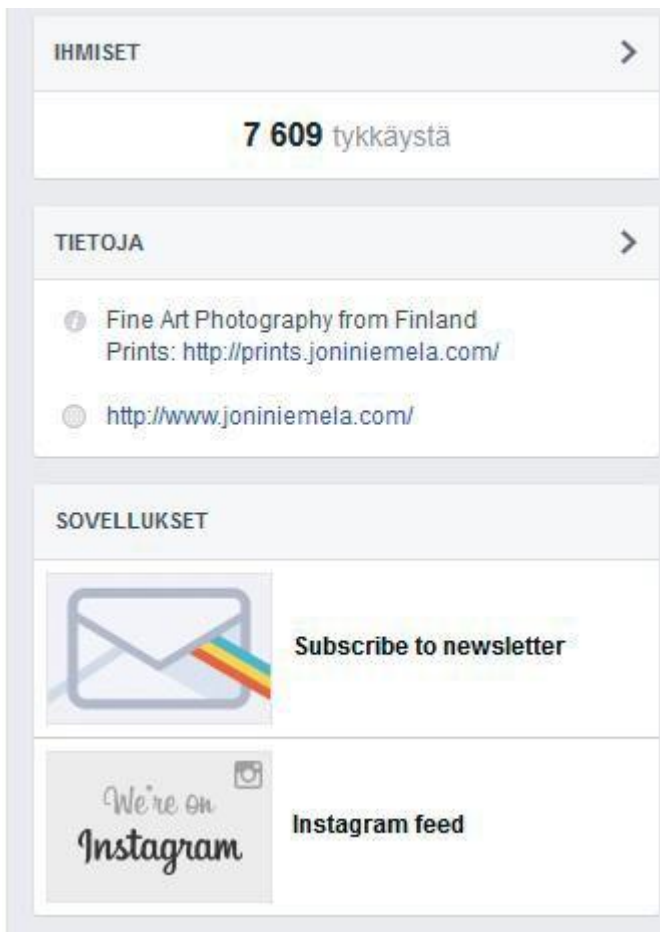 IHMISET
7 609 tykkäystä
TIETOJA
Fine Art Photography from Finland
Prints: http://prints.joniniemela.com/
http://www.joniniemela.com/
SOVELLUKSET
Subscribe to newsletter
We're on
Instagram
Instagram feed